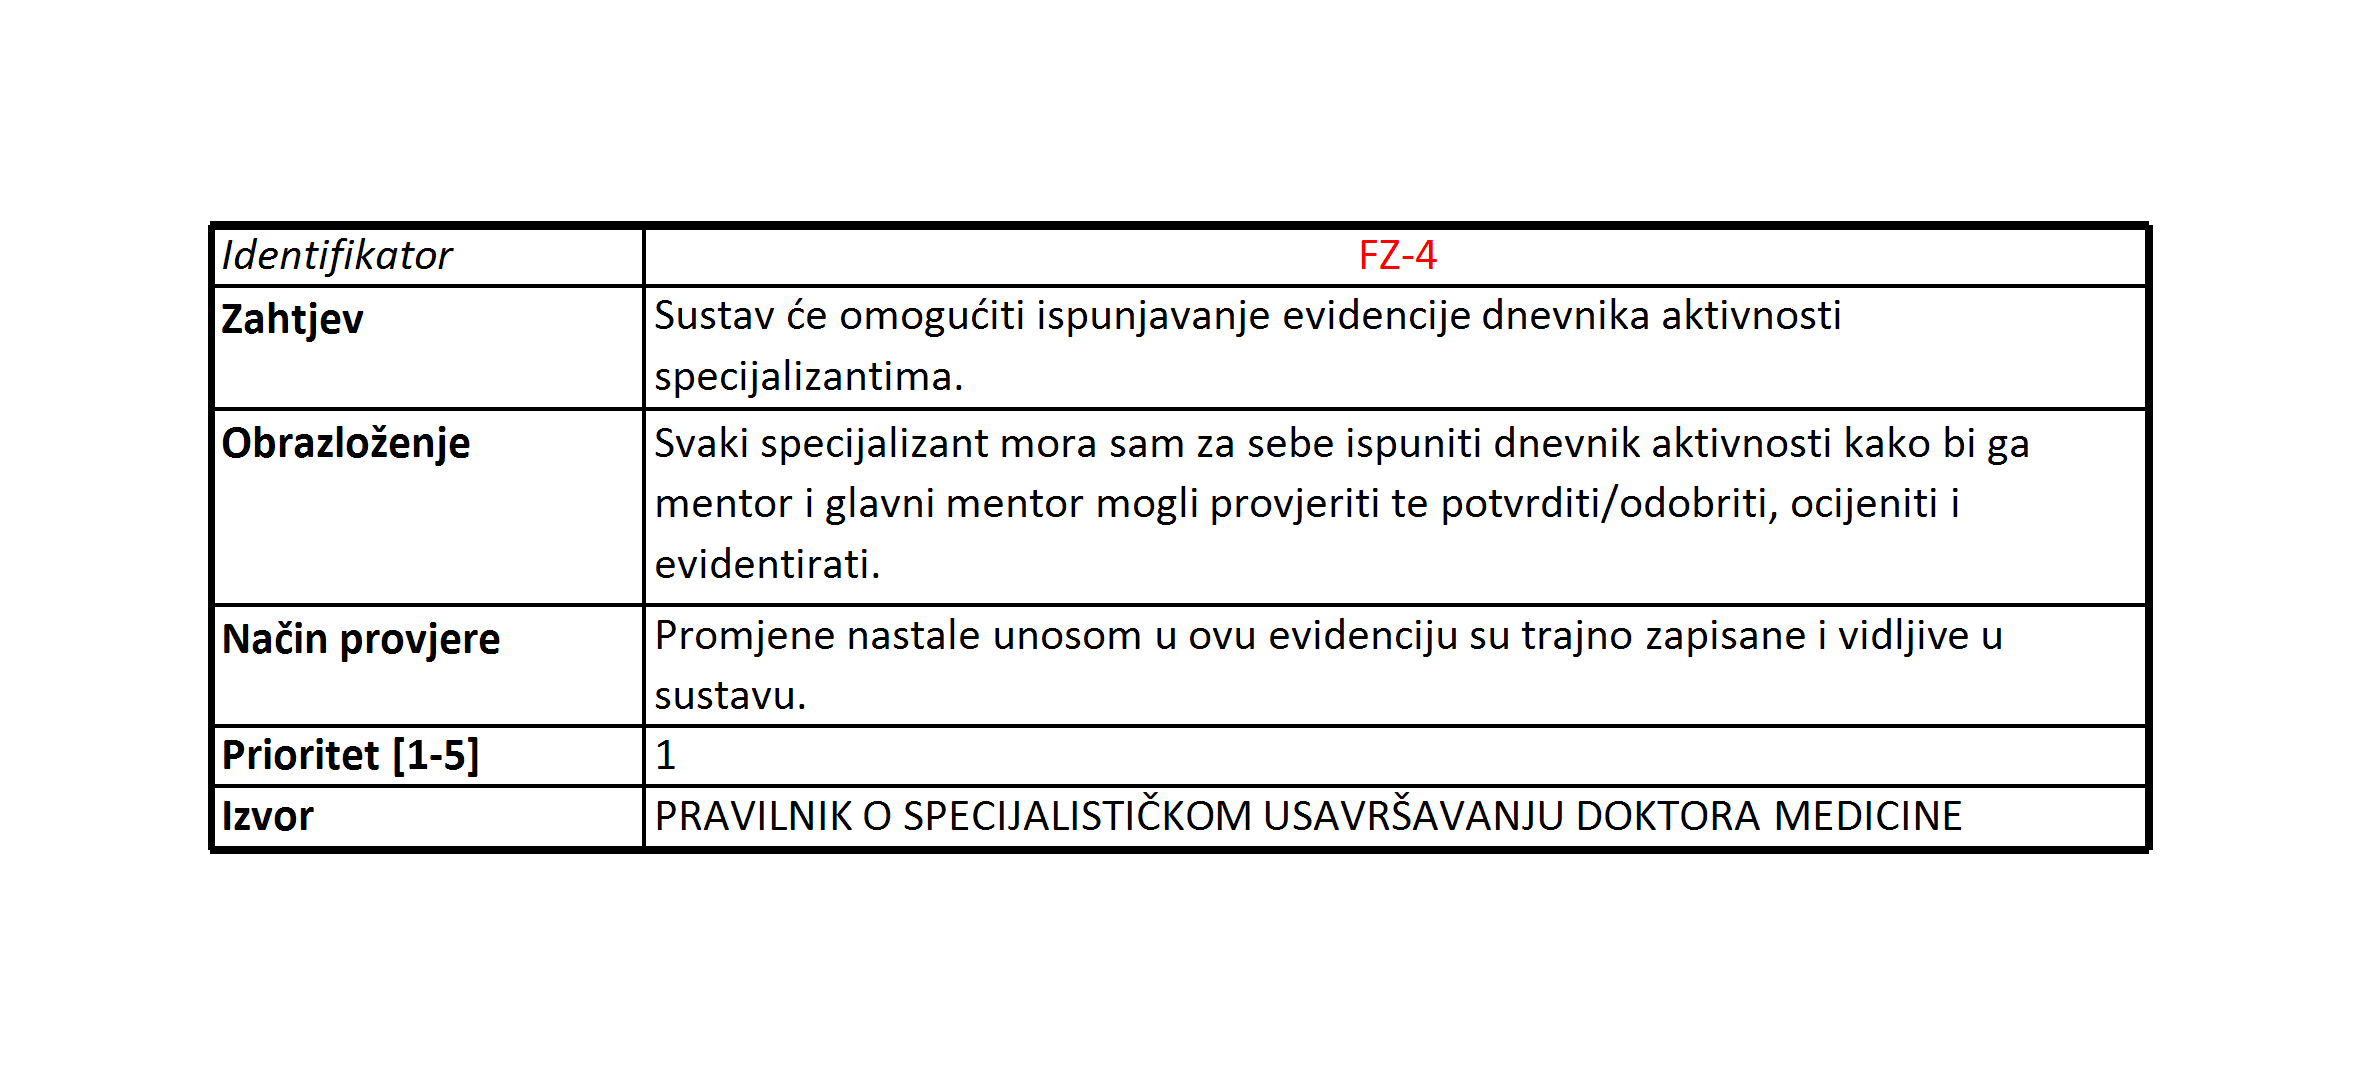 Identifikator FZ-4
Zahtjev Sustav će omogućiti ispunjavanje evidencije dnevnika aktivnosti
specijalizantima.
Obrazloženje Svaki specijalizant mora sam za sebe ispuniti dnevnik aktivnosti kako bi ga
mentor i glavni mentor mogli provjeriti te potvrditi/odobriti, ocijeniti i
evidentirati.
Način provjere Promjene nastale unosom u ovu evidenciju su trajno zapisane i vidljive u
sustavu.
Prioritet [1-5] 1
Izvor PRAVILNIK O SPECIJALISTIČKOM USAVRŠAVANJU DOKTORA MEDICINE